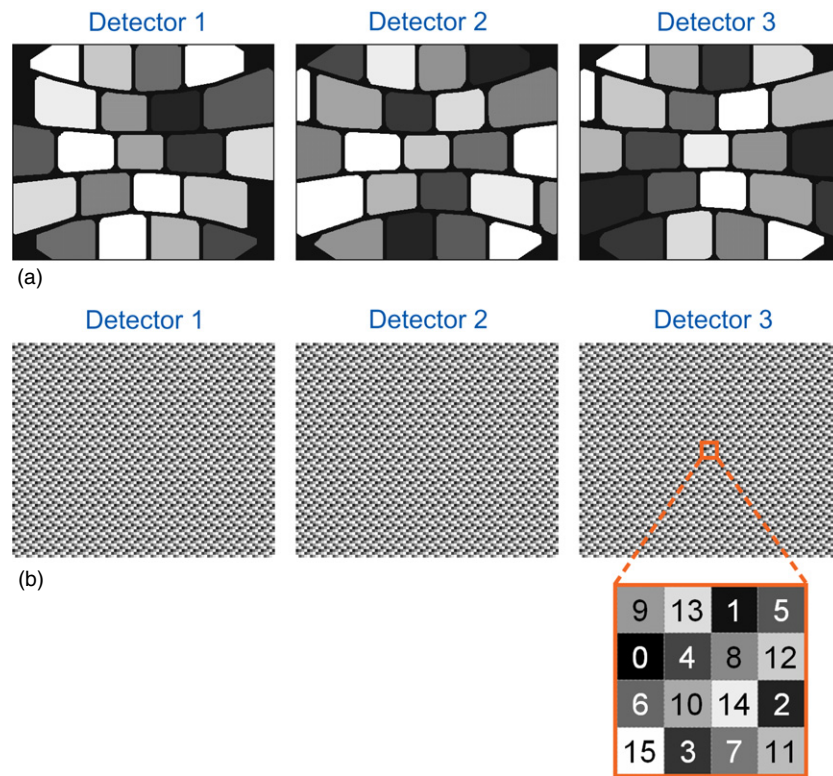 Detector 1 Detector 2 Detector 3
(a)
Detector 1 Detector 2 Detector 3
(b)
9 13 1 5
0 4 8 12
6 10 14 2
15 3 7 11